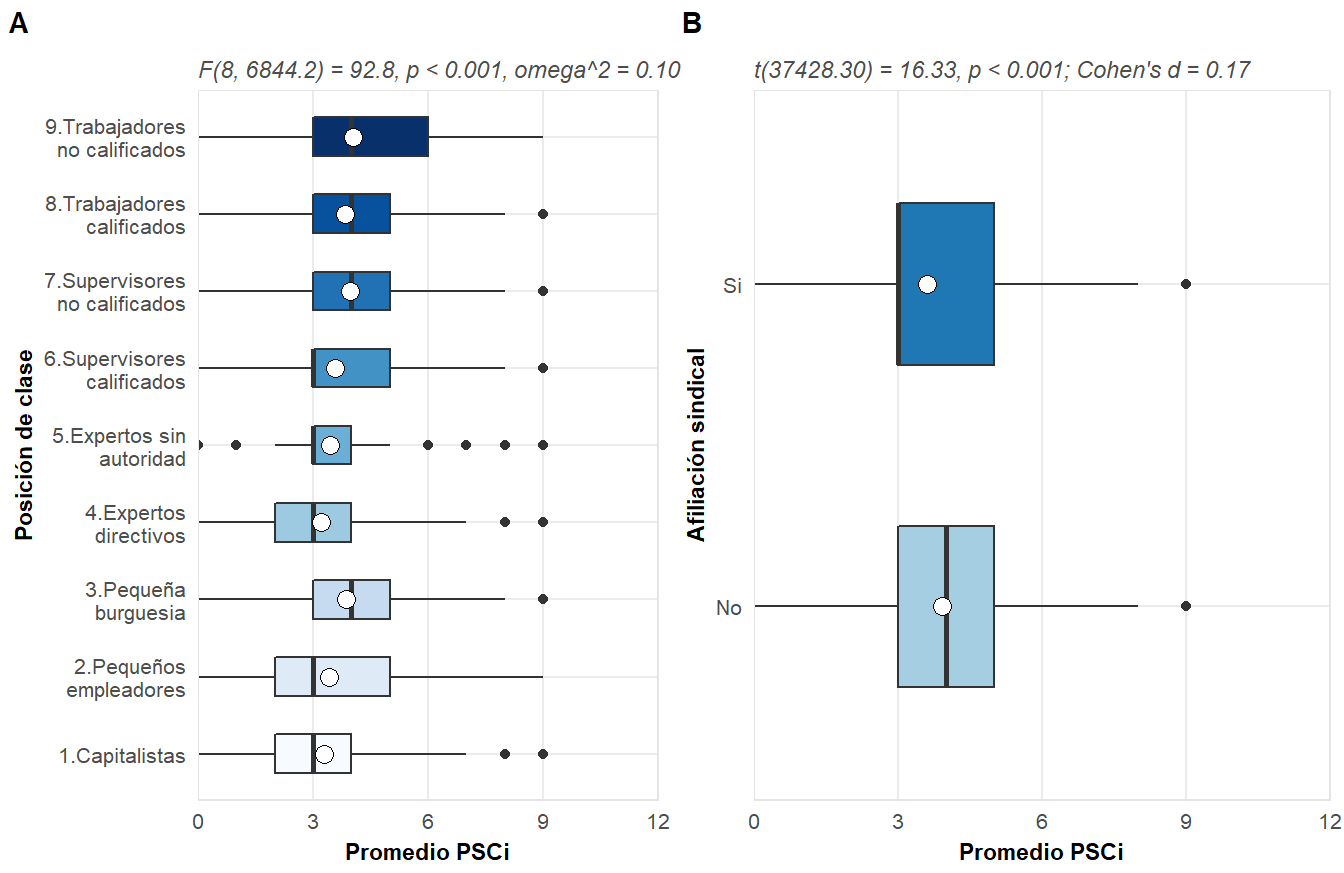 A
F(8, 6844.2) = 92.8, p < 0.001, omega^2 = 0.10
Posición de clase
9.Trabajadores
no calificados
8.Trabajadores
calificados
7.Supervisores
no calificados
6.Supervisores
calificados
5.Expertos sin
autoridad
4.Expertos
directivos
3.Pequeña
burguesia
2.Pequeños
empleadores
1.Capitalistas
0 3 6 9 12
Promedio PSCi
B
t(37428.30) = 16.33, p < 0.001; Cohen's d = 0.17
Afiliación sindical
Si
No
0 3 6 9 12
Promedio PSCi